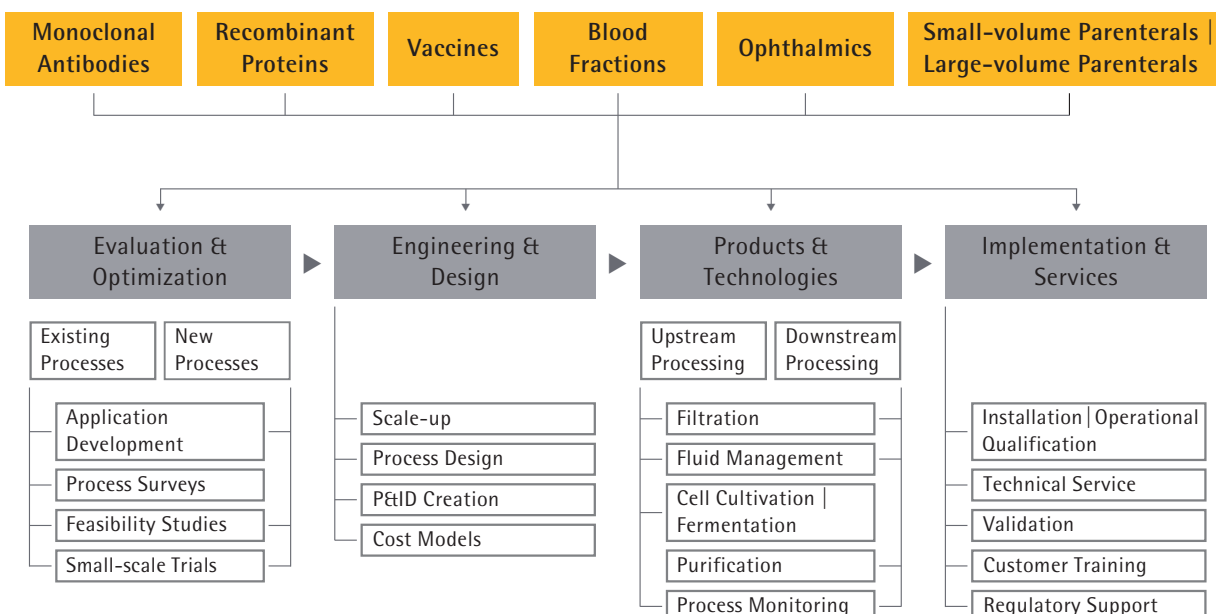 Monoclonal
Antibodies
Recombinant
Proteins
Vaccines
Blood
Fractions
Ophthalmics
Small-volume Parenterals |
Large-volume Parenterals
Evaluation &
Optimization
Engineering &
Design
Products &
Technologies
Implementation &
Services
Existing
Processes
New
Processes
Application
Development
Process Surveys
Feasibility Studies
Small-scale Trials
Scale-up
Process Design
P&ID Creation
Cost Models
Upstream
Processing
Downstream
Processing
Filtration
Fluid Management
Cell Cultivation |
Fermentation
Purification
Process Monitoring
Installation | Operational
Qualification
Technical Service
Validation
Customer Training
Regulatory Support